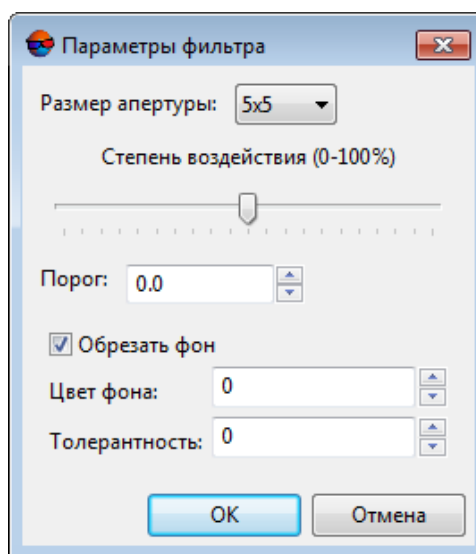 Параметры фильтра
Размер апертуры: 5x5
Степень воздействия (0-100%)
Порог: 0.0
Обрезать фон
Цвет фона: 0
Толерантность: 0
OK Отмена